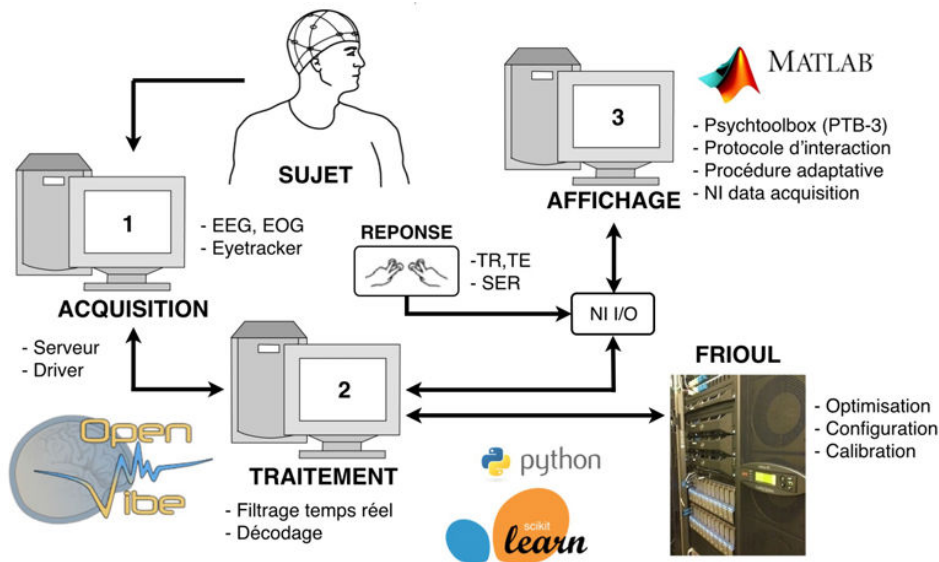 SUJET
1
- EEG, EOG
- Eyetracker
ACQUISITION
- Serveur
- Driver
Open
Vibe
3
AFFICHAGE
MATLAB
- Psychtoolbox (PTB-3)
- Protocole d'interaction
- Procédure adaptative
- NI data acquisition
REPONSE
-TR,TE
- SER
NI I/O
2
TRAITEMENT
- Filtrage temps réel
- Décodage
python
scikit
learn
FRIOUL
- Optimisation
- Configuration
- Calibration